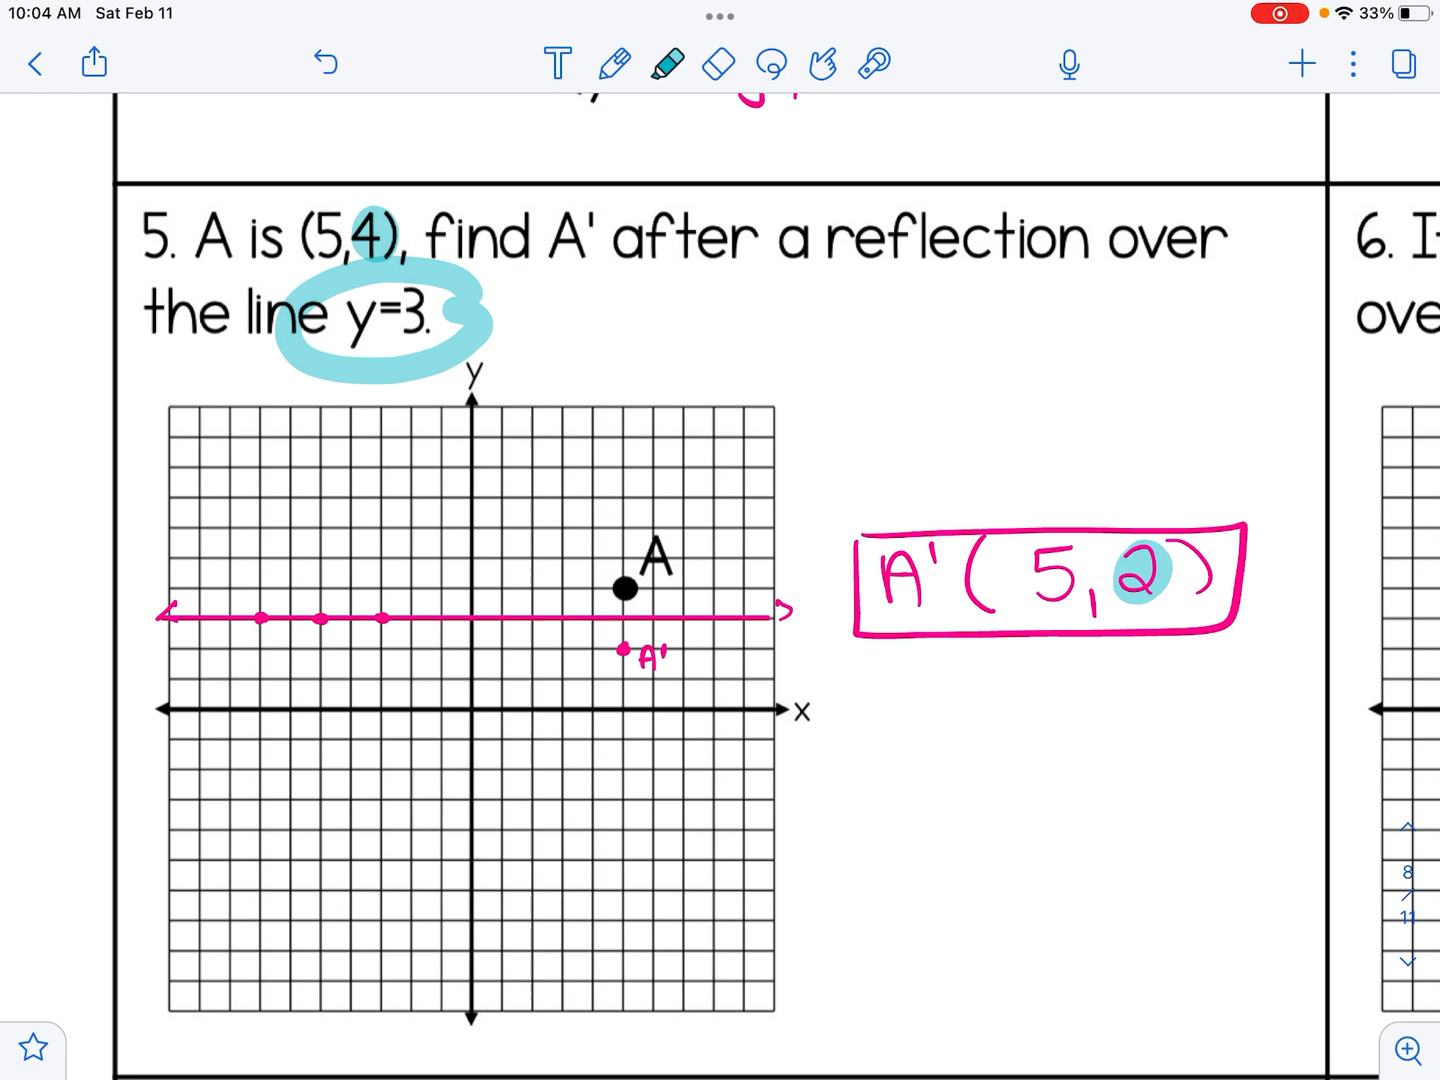 10:04 AM Sat Feb 11
33%
T
5. A is (5,4), find A' after a reflection over
the line y=3.
6. I
ove
y
A
A'
x
A'( 5,2)
8
11